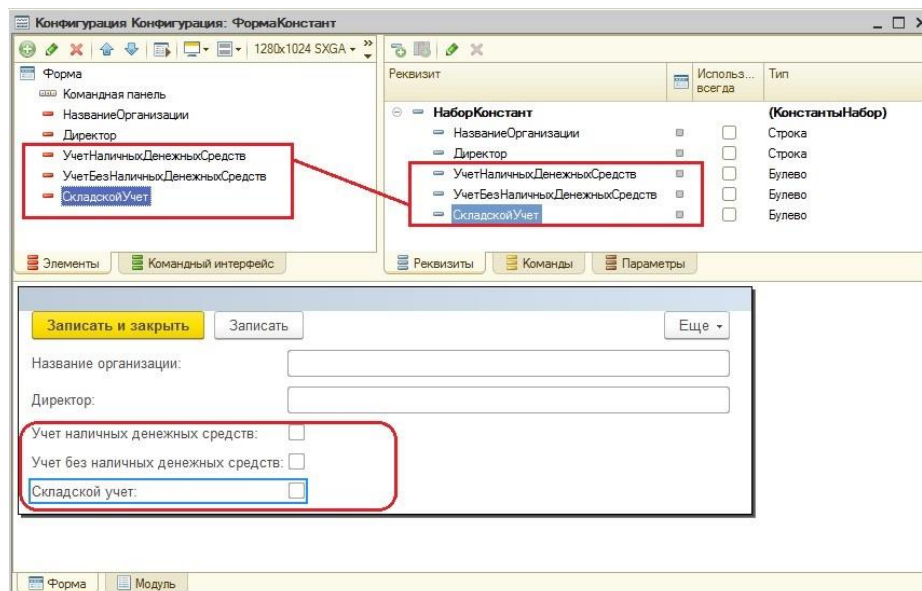 Конфигурация Конфигурация: ФормаКонстант
1280x1024 SXGA
Форма
Командная панель
НазваниеОрганизации
Директор
УчетНаличныхДенежныхСредств
УчетБезНаличныхДенежныхСредств
СкладскойУчет
Элементы
Командный интерфейс
Реквизит
Использ... всегда
Тип
НаборКонстант (КонстантыНабор)
НазваниеОрганизации Строка
Директор Строка
УчетНаличныхДенежныхСредств Булево
УчетБезНаличныхДенежныхСредств Булево
СкладскойУчет Булево
Реквизиты
Команды
Параметры
Записать и закрыть
Записать
Еще
Название организации:
Директор:
Учет наличных денежных средств:
Учет без наличных денежных средств:
Складской учет:
Форма
Модуль